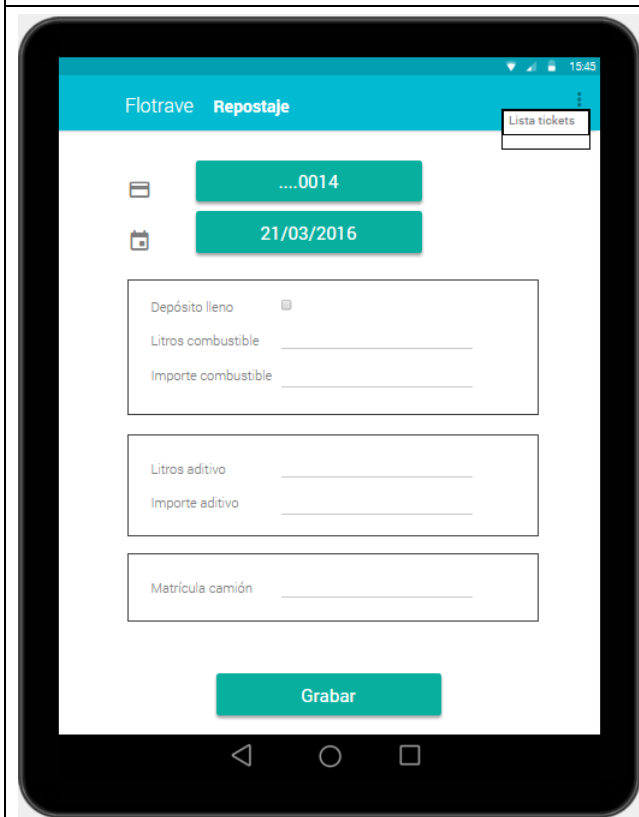 15:45
Flotrave Repostaje
Lista tickets
....0014
21/03/2016
Depósito lleno
Litros combustible
Importe combustible
Litros aditivo
Importe aditivo
Matrícula camión
Grabar